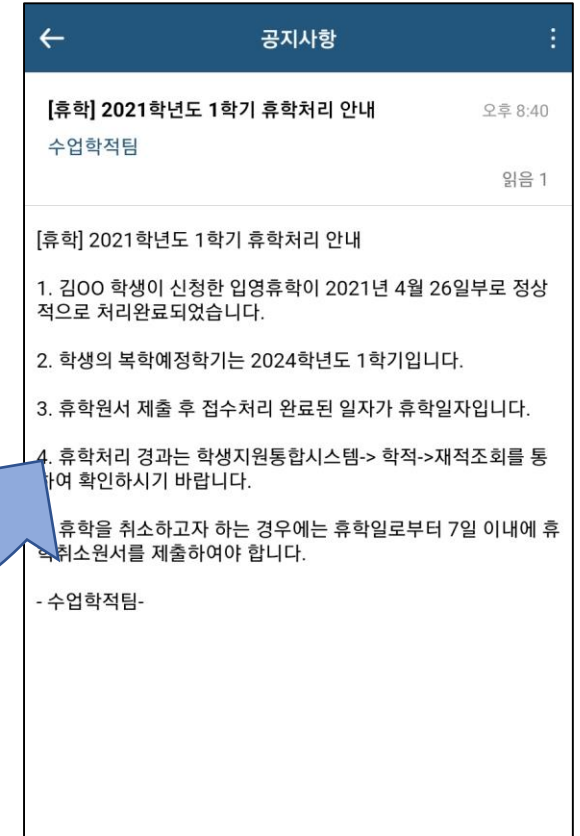 공지사항
[휴학] 2021학년도 1학기 휴학처리 안내 오후 8:40
수업학적팀
읽음 1
[휴학] 2021학년도 1학기 휴학처리 안내
1. 김OO 학생이 신청한 입영휴학이 2021년 4월 26일부로 정상
적으로 처리완료되었습니다.
2. 학생의 복학예정학기는 2024학년도 1학기입니다.
3. 휴학원서 제출 후 접수처리 완료된 일자가 휴학일자입니다.
4. 휴학처리 경과는 학생지원통합시스템-> 학적->재적조회를 통
하여 확인하시기 바랍니다.
휴학을 취소하고자 하는 경우에는 휴학일로부터 7일 이내에 휴
학취소원서를 제출하여야 합니다.
- 수업학적팀-